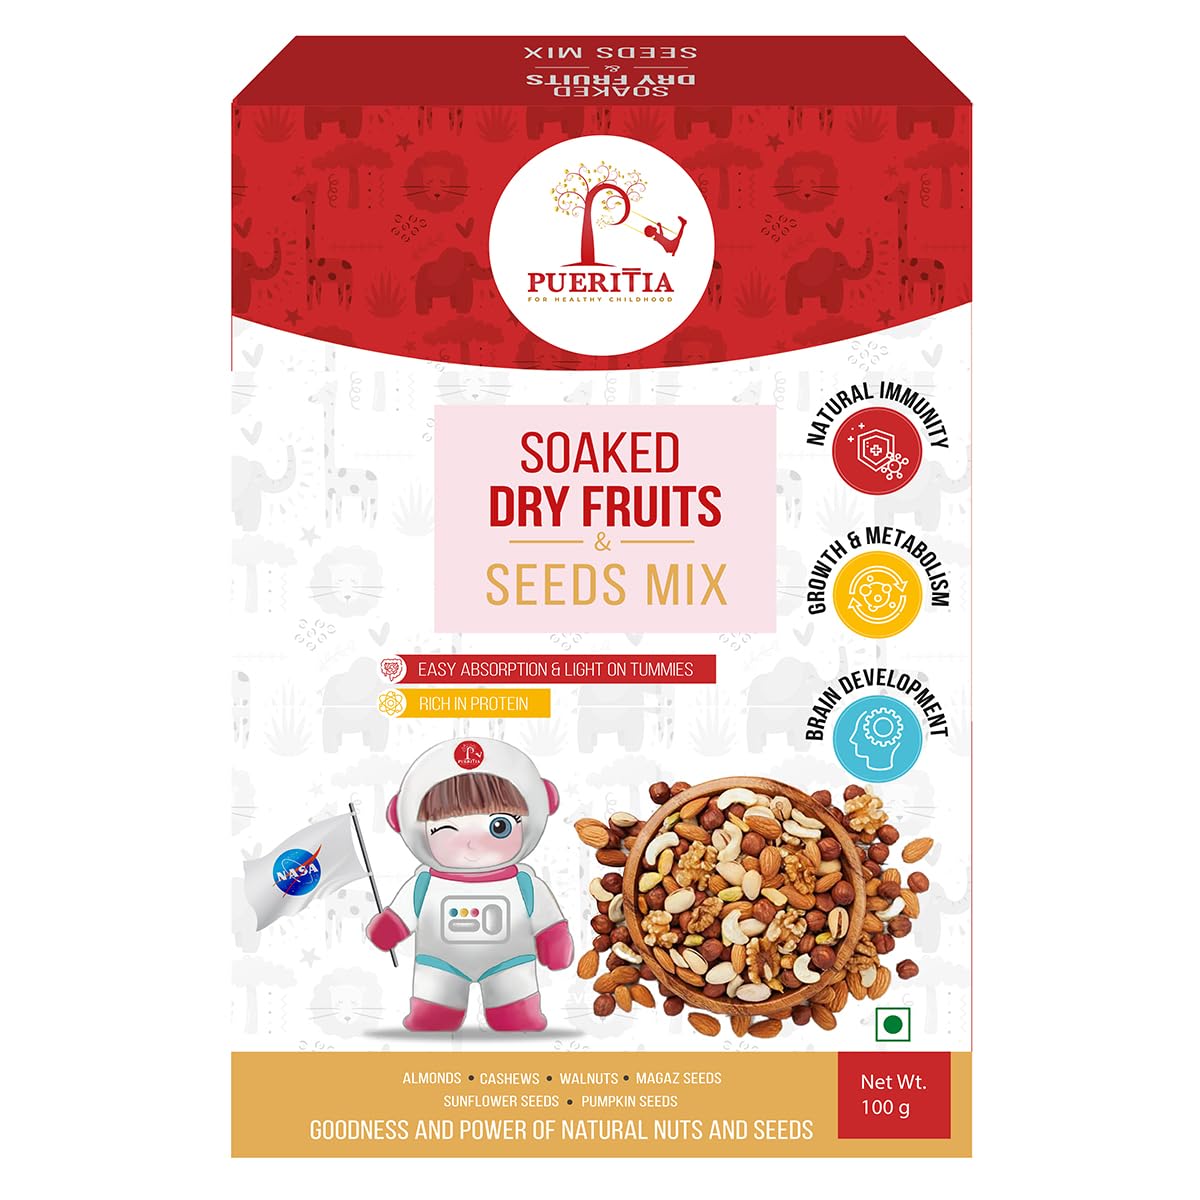 SEEDS MIX
&
DRY FRUITS
SOAKED
PUERITIA
FOR HEALTHY CHILDHOOD
NATURAL IMMUNITY
SOAKED
DRY FRUITS
&
SEEDS MIX
GROWTH & METABOLISM
EASY ABSORPTION & LIGHT ON TUMMIES
RICH IN PROTEIN
BRAIN DEVELOPMENT
PUERITIA
NASA
ALMONDS • CASHEWS • WALNUTS • MAGAZ SEEDS
SUNFLOWER SEEDS • PUMPKIN SEEDS
GOODNESS AND POWER OF NATURAL NUTS AND SEEDS
Net Wt.
100 g